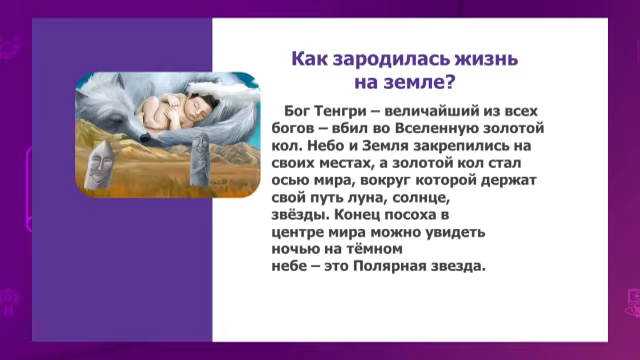 Как зародилась жизнь
на земле?
Бог Тенгри – величайший из всех
богов – вбил во Вселенную золотой
кол. Небо и Земля закрепились на
своих местах, а золотой кол стал
осью мира, вокруг которой держат
свой путь луна, солнце,
звёзды. Конец посоха в
центре мира можно увидеть
ночью на тёмном
небе – это Полярная звезда.